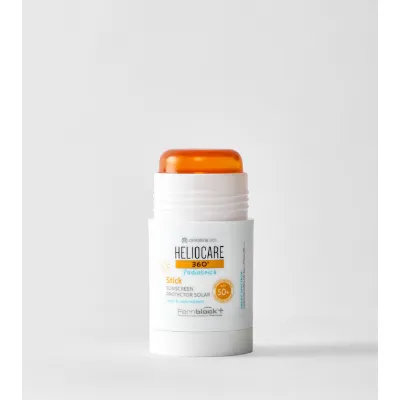 HELIOCARE
360°
Pediatrics
Stick
SUNSCREEN
PROTECTOR SOLAR
50+
Fernblock+